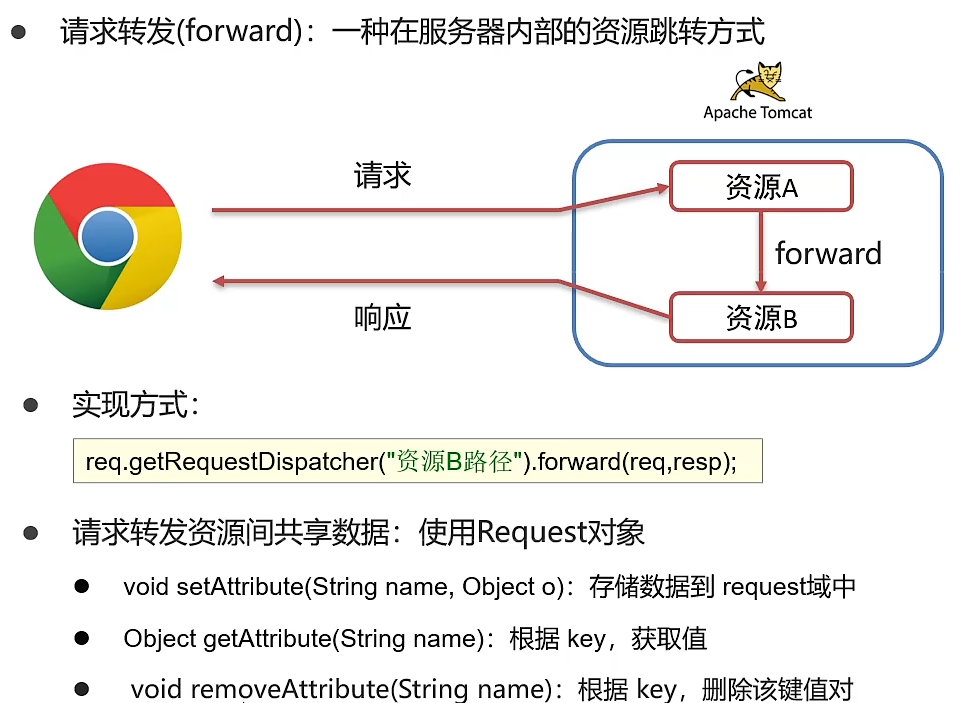 请求转发(forward)：一种在服务器内部的资源跳转方式
Apache Tomcat
请求
资源A
forward
响应
资源B
实现方式：
req.getRequestDispatcher("资源B路径").forward(req,resp);
请求转发资源间共享数据：使用Request对象
void setAttribute(String name, Object o)：存储数据到 request域中
Object getAttribute(String name)：根据 key，获取值
void removeAttribute(String name)：根据 key，删除该键值对